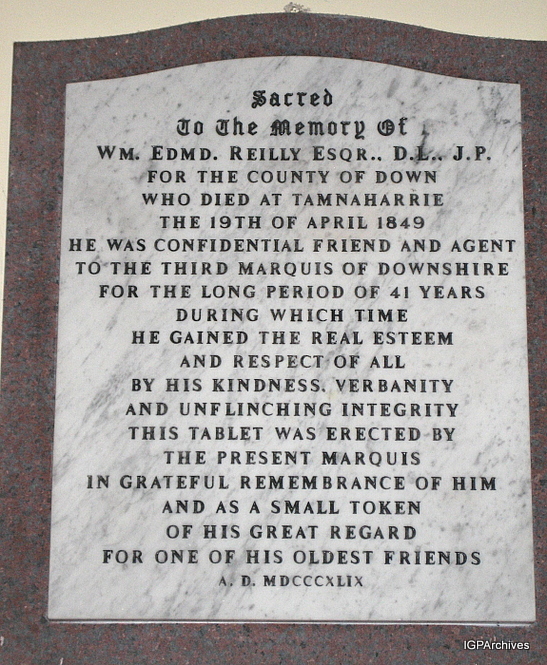 Sacred
To The Memory Of
Wm. Edmd. Reilly Esqr.. D.L.. J.P.
FOR THE COUNTY OF DOWN
WHO DIED AT TAMNAHARRIE
THE 19TH OF APRIL 1849
HE WAS CONFIDENTIAL FRIEND AND AGENT
TO THE THIRD MARQUIS OF DOWNSHIRE
FOR THE LONG PERIOD OF 41 YEARS
DURING WHICH TIME
HE GAINED THE REAL ESTEEM
AND RESPECT OF ALL
BY HIS KINDNESS. VERBANITY
AND UNFLINCHING INTEGRITY
THIS TABLET WAS ERECTED BY
THE PRESENT MARQUIS
IN GRATEFUL REMEMBRANCE OF HIM
AND AS A SMALL TOKEN
OF HIS GREAT REGARD
FOR ONE OF HIS OLDEST FRIENDS
A. D. MDCCCXLIX
IGPArchives